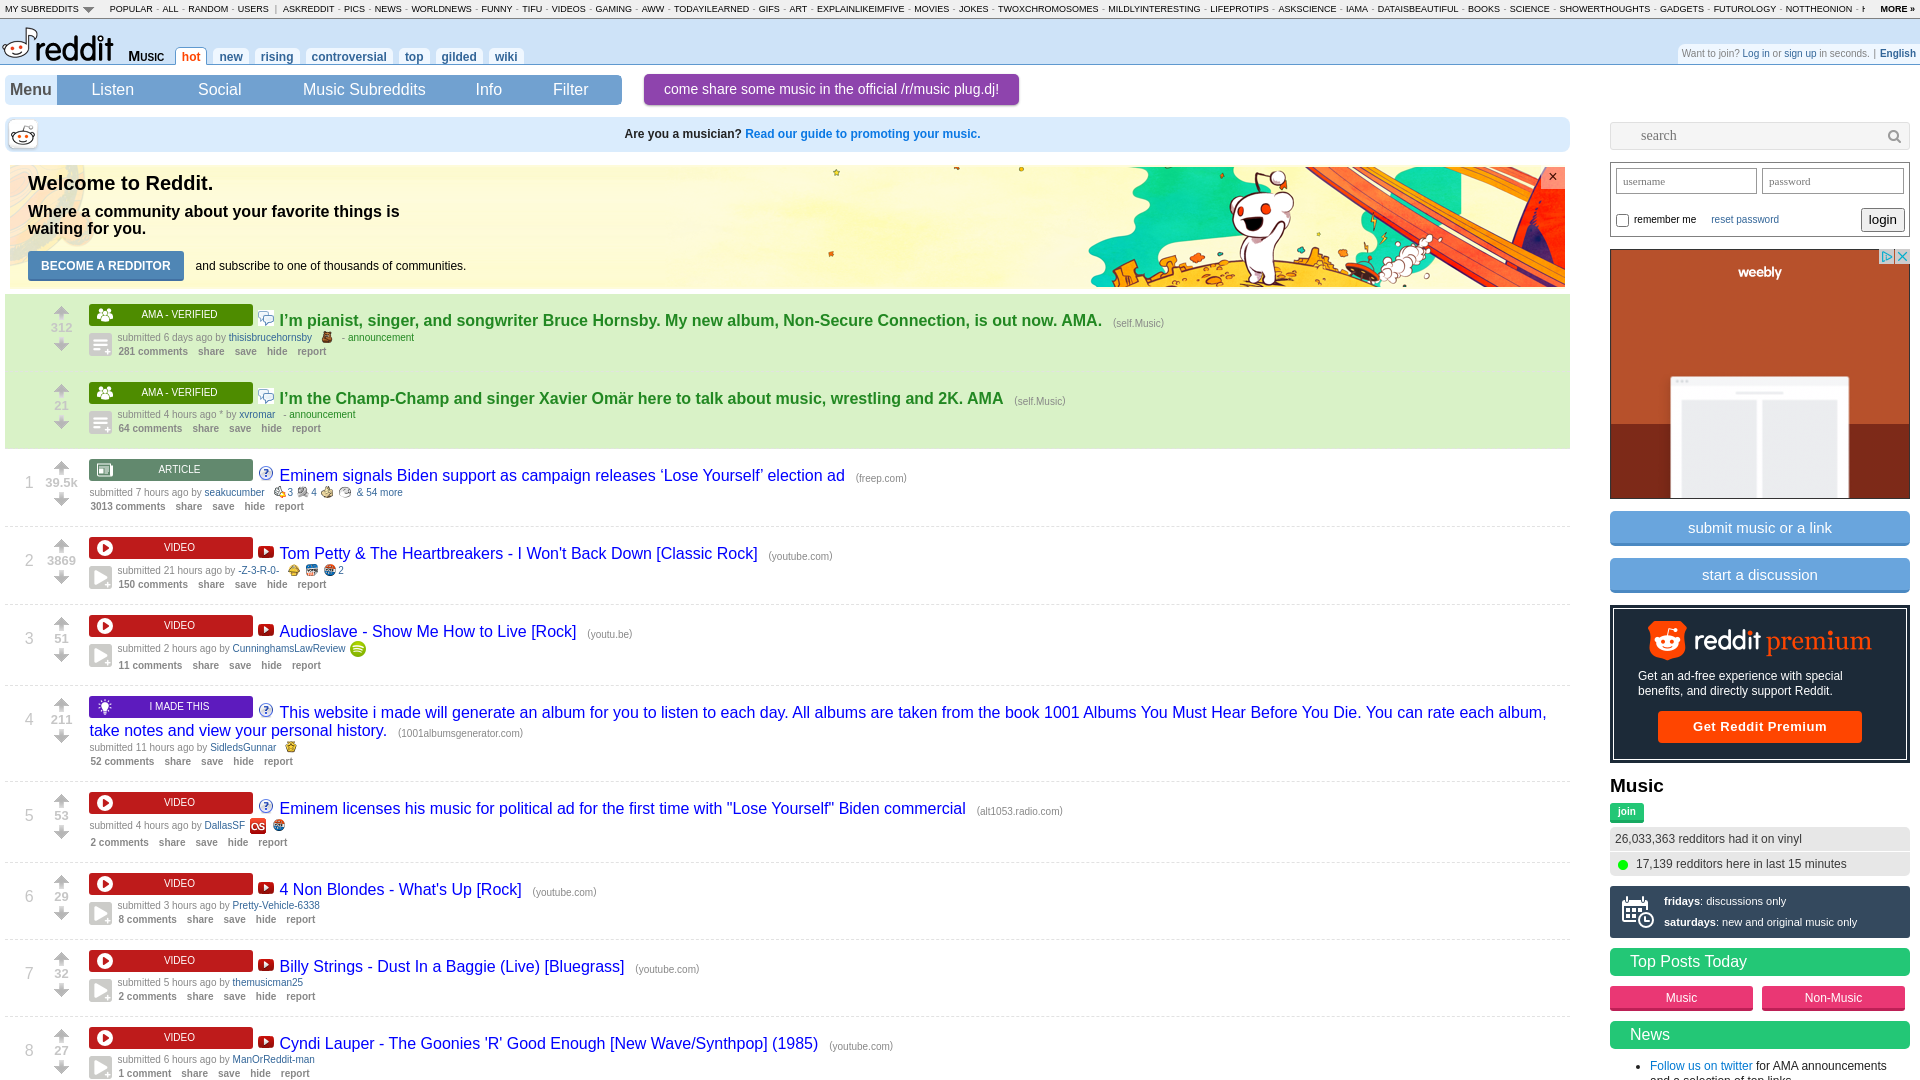 MY SUBREDDITS POPULAR - ALL - RANDOM - USERS | ASKREDDIT - PICS - NEWS - WORLDNEWS - FUNNY - TIFU - VIDEOS - GAMING - AWW - TODAYILEARNED - GIFS - ART - EXPLAINLIKEIMFIVE - MOVIES - JOKES - TWOXCHROMOSOMES - MILDLYINTERESTING - LIFEPROTIPS - ASKSCIENCE - IAMA - DATAISBEAUTIFUL - BOOKS - SCIENCE - SHOWERTHOUGHTS - GADGETS - FUTUROLOGY - NOTTHEONION - MORE »
reddit Music hot new rising controversial top gilded wiki
Want to join? Log in or sign up in seconds. | English
Menu Listen Social Music Subreddits Info Filter
come share some music in the official /r/music plug.dj!
Are you a musician? Read our guide to promoting your music.
Welcome to Reddit.
Where a community about your favorite things is
waiting for you.
BECOME A REDDITOR and subscribe to one of thousands of communities.
×
312
AMA - VERIFIED I’m pianist, singer, and songwriter Bruce Hornsby. My new album, Non-Secure Connection, is out now. AMA. (self.Music)
submitted 6 days ago by thisisbrucehornsby - announcement
281 comments share save hide report
21
AMA - VERIFIED I’m the Champ-Champ and singer Xavier Omär here to talk about music, wrestling and 2K. AMA (self.Music)
submitted 4 hours ago * by xvromar - announcement
64 comments share save hide report
1 39.5k
ARTICLE Eminem signals Biden support as campaign releases ‘Lose Yourself’ election ad (freep.com)
submitted 7 hours ago by seakucumber 3 4 & 54 more
3013 comments share save hide report
2 3869
VIDEO Tom Petty & The Heartbreakers - I Won't Back Down [Classic Rock] (youtube.com)
submitted 21 hours ago by -Z-3-R-0- 2
150 comments share save hide report
3 51
VIDEO Audioslave - Show Me How to Live [Rock] (youtu.be)
submitted 2 hours ago by CunninghamsLawReview
11 comments share save hide report
4 211
I MADE THIS This website i made will generate an album for you to listen to each day. All albums are taken from the book 1001 Albums You Must Hear Before You Die. You can rate each album,
take notes and view your personal history. (1001albumsgenerator.com)
submitted 11 hours ago by SidledsGunnar
52 comments share save hide report
5 53
VIDEO Eminem licenses his music for political ad for the first time with "Lose Yourself" Biden commercial (alt1053.radio.com)
submitted 4 hours ago by DallasSF
2 comments share save hide report
6 29
VIDEO 4 Non Blondes - What's Up [Rock] (youtube.com)
submitted 3 hours ago by Pretty-Vehicle-6338
8 comments share save hide report
7 32
VIDEO Billy Strings - Dust In a Baggie (Live) [Bluegrass] (youtube.com)
submitted 5 hours ago by themusicman25
2 comments share save hide report
8 27
VIDEO Cyndi Lauper - The Goonies 'R' Good Enough [New Wave/Synthpop] (1985) (youtube.com)
submitted 6 hours ago by ManOrReddit-man
1 comment share save hide report
search
username password
remember me reset password login
weebly
submit music or a link
start a discussion
reddit premium
Get an ad-free experience with special
benefits, and directly support Reddit.
Get Reddit Premium
Music
join
26,033,363 redditors had it on vinyl
17,139 redditors here in last 15 minutes
fridays: discussions only
saturdays: new and original music only
Top Posts Today
Music Non-Music
News
• Follow us on twitter for AMA announcements
and a selection of top links